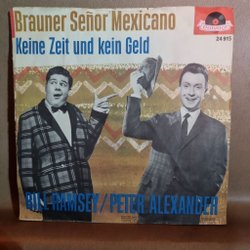 Brauner Señor Mexicano
Keine Zeit und kein Geld
Polydor
24 915
BILL RAMSEY/PETER ALEXANDER